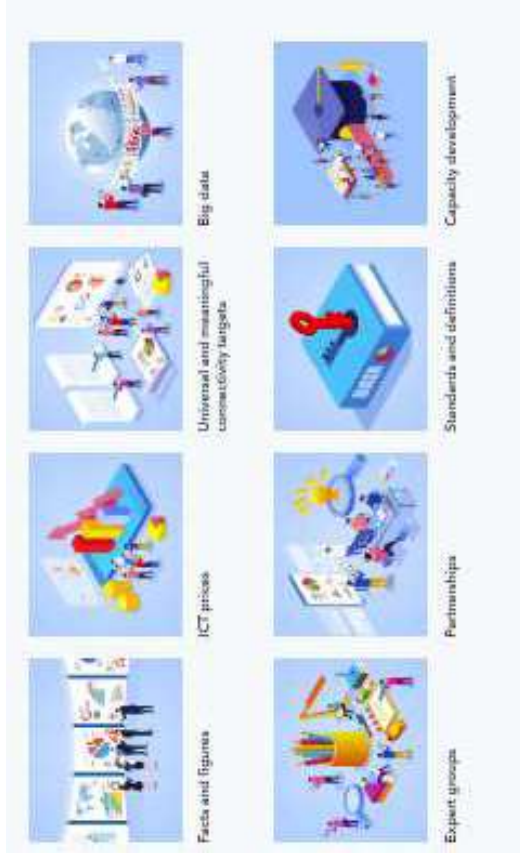 Facts and figures
ICT prices
Universal and meaningful
connectivity targets
Big data
Expert groups
Partnerships
Standards and definitions
Capacity development